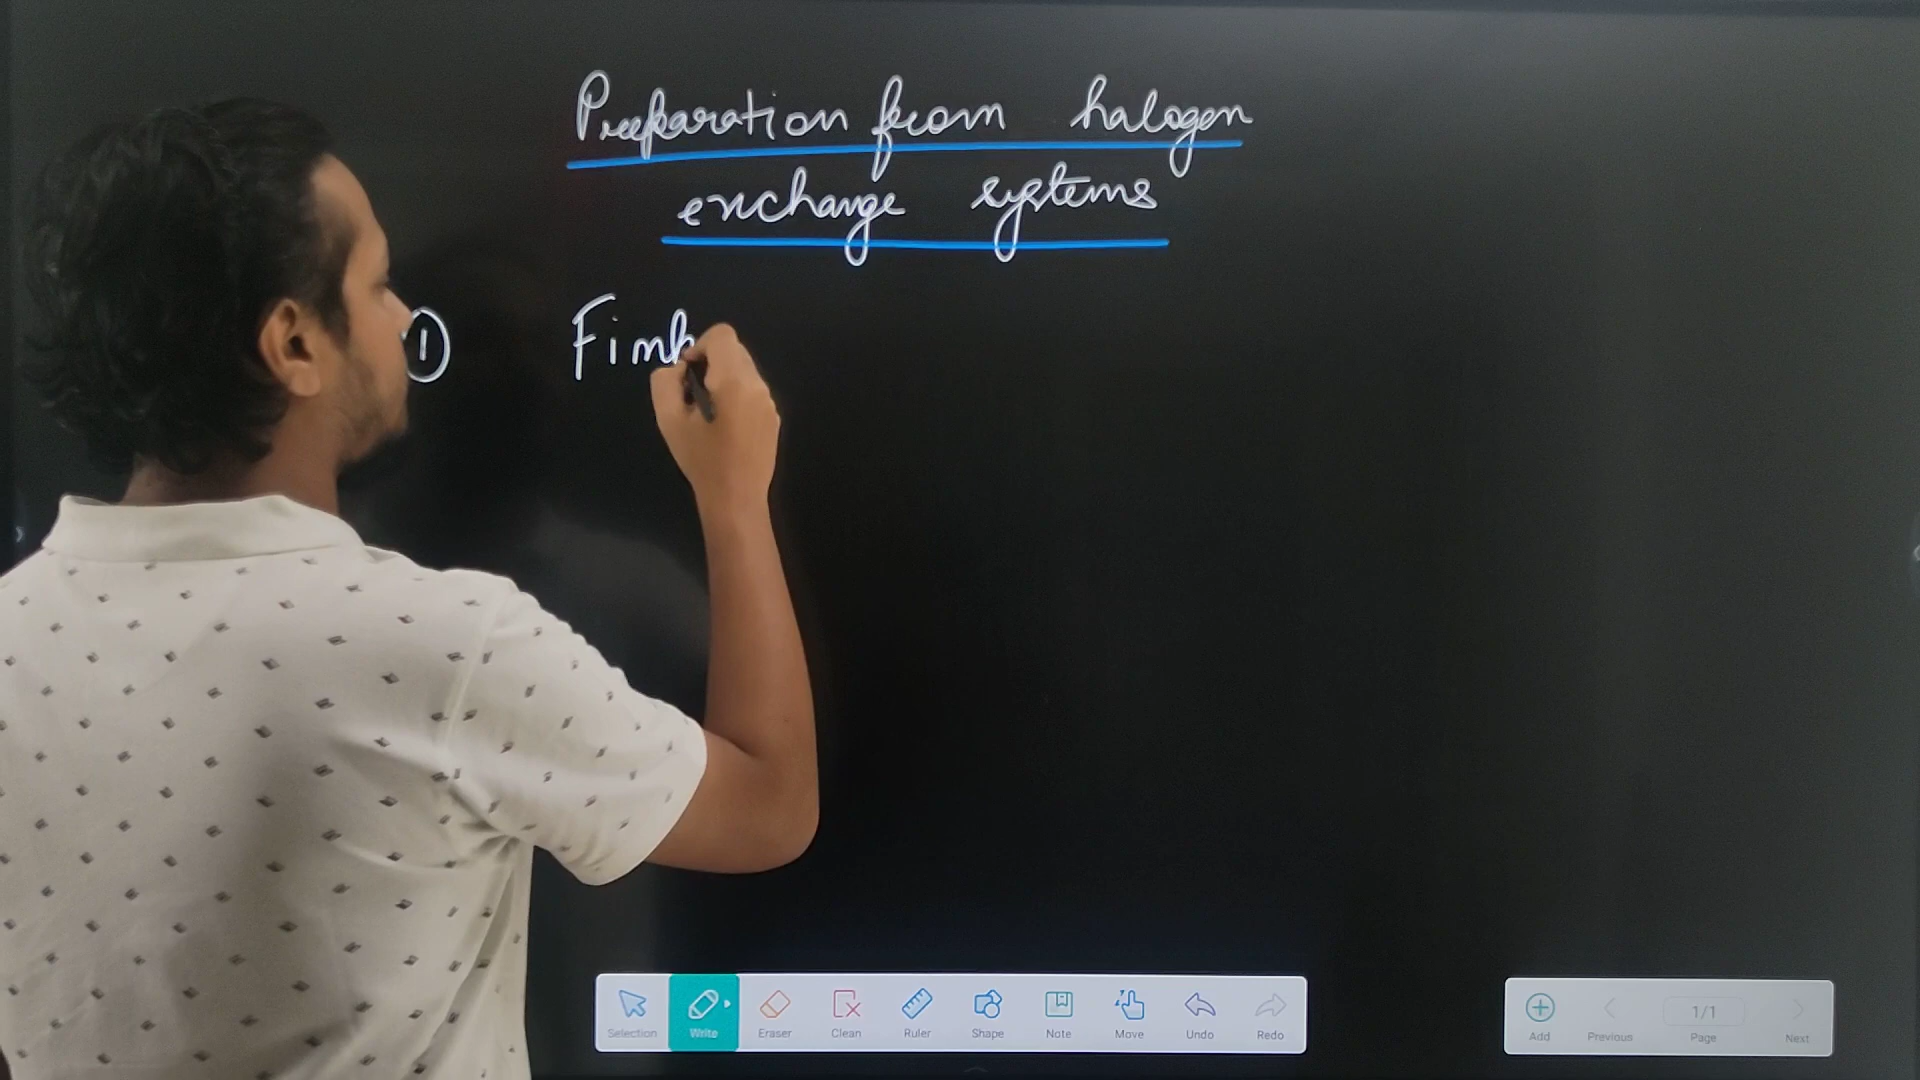 Preparation from halogen
exchange systems
①
Selection Write Eraser Clean Ruler Shape Note Move Undo Redo
Add Previous 1/1 Page Next